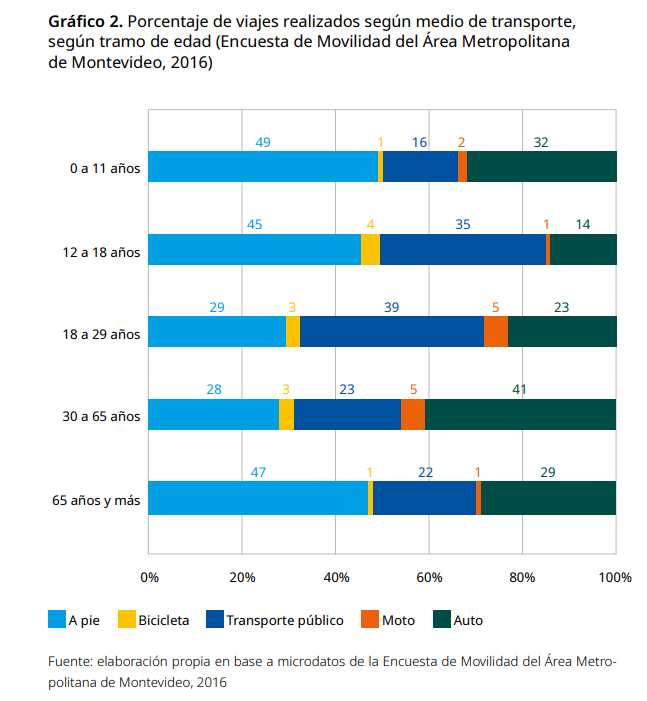 Gráfico 2. Porcentaje de viajes realizados según medio de transporte,
según tramo de edad (Encuesta de Movilidad del Área Metropolitana
de Montevideo, 2016)
49 1 16 2 32
0 a 11 años
45 4 35 1 14
12 a 18 años
29 3 39 5 23
18 a 29 años
28 3 23 5 41
30 a 65 años
47 1 22 1 29
65 años y más
0% 20% 40% 60% 80% 100%
A pie Bicicleta Transporte público Moto Auto
Fuente: elaboración propia en base a microdatos de la Encuesta de Movilidad del Área Metro-
politana de Montevideo, 2016